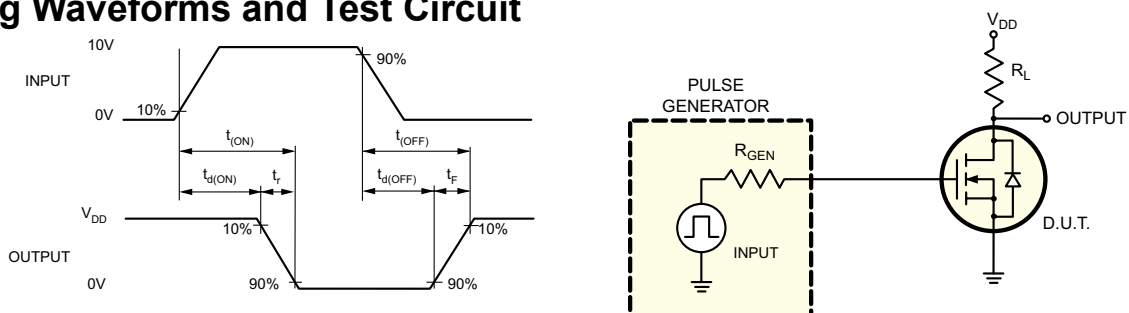 g Waveforms and Test Circuit
10V
INPUT
90%
10%
0V
t(ON)
t(OFF)
td(ON)
tr
td(OFF)
tF
VDD
10%
10%
OUTPUT
0V
90%
90%
VDD
RL
PULSE
GENERATOR
OUTPUT
RGEN
D.U.T.
INPUT